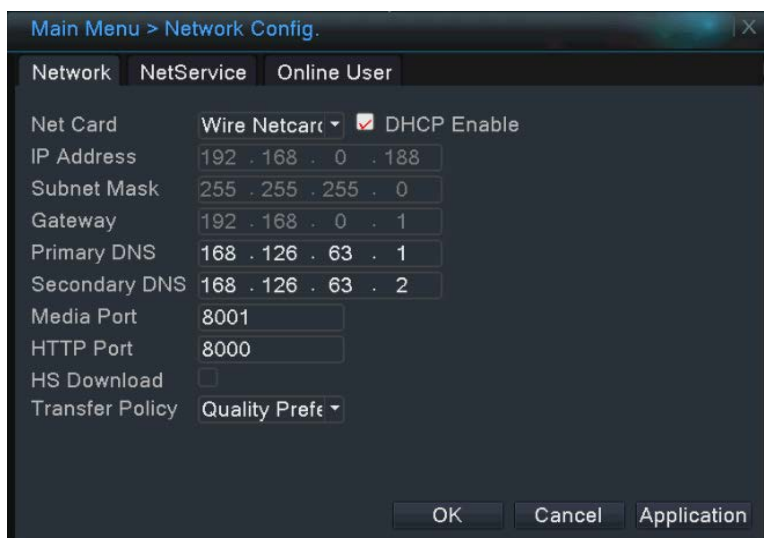 Main Menu > Network Config. X
Network NetService Online User
Net Card Wire Netcar DHCP Enable
IP Address 192 . 168 . 0 . 188
Subnet Mask 255 . 255 . 255 . 0
Gateway 192 . 168 . 0 . 1
Primary DNS 168 . 126 . 63 . 1
Secondary DNS 168 . 126 . 63 . 2
Media Port 8001
HTTP Port 8000
HS Download
Transfer Policy Quality Prefe
OK Cancel Application